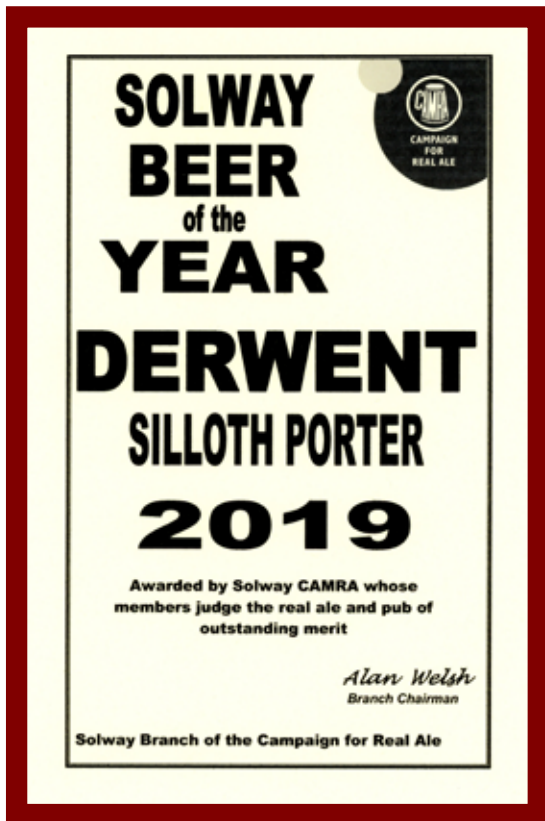 SOLWAY
BEER
of the
YEAR
CAMRA
CAMPAIGN
FOR
REAL ALE
DERWENT
SILLOTH PORTER
2019
Awarded by Solway CAMRA whose
members judge the real ale and pub of
outstanding merit
Alan Welsh
Branch Chairman
Solway Branch of the Campaign for Real Ale